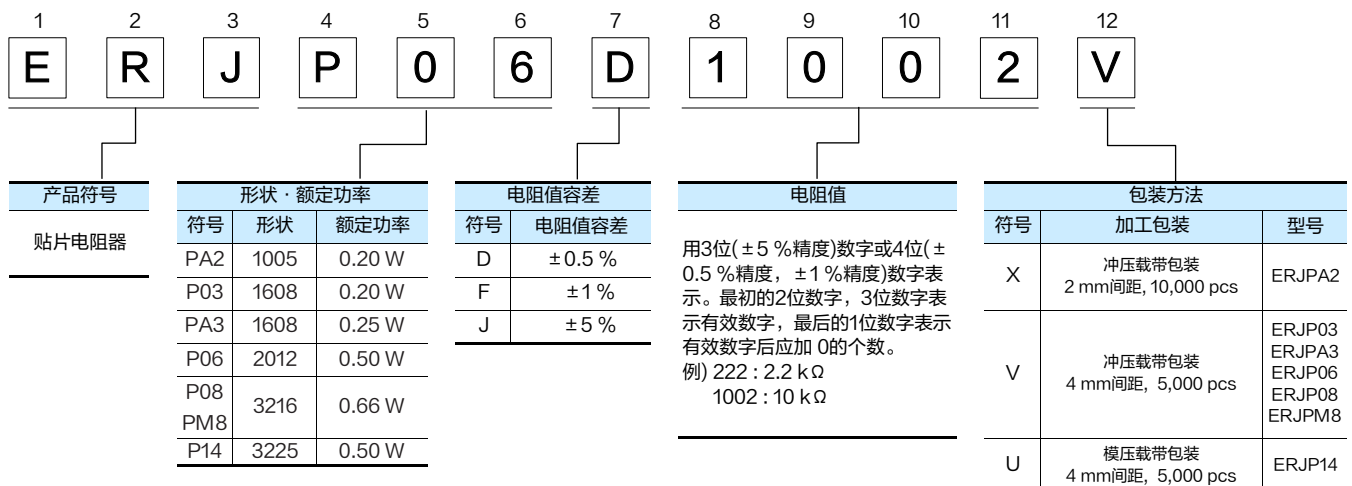 1 2 3 4 5 6 7 8 9 10 11 12
E R J P 0 6 D 1 0 0 2 V
产品符号
贴片电阻器
形状 · 额定功率
符号 形状 额定功率
PA2 1005 0.20 W
P03 1608 0.20 W
PA3 1608 0.25 W
P06 2012 0.50 W
P08
PM8
3216 0.66 W
P14 3225 0.50 W
电阻值容差
符号 电阻值容差
D ±0.5 %
F ±1 %
J ±5 %
电阻值
用3位(±5 %精度)数字或4位(±
0.5 %精度，±1 %精度)数字表
示。最初的2位数字，3位数字表
示有效数字，最后的1位数字表示
有效数字后应加 0的个数。
例) 222 : 2.2 kΩ
1002 : 10 kΩ
包装方法
符号 加工包装 型号
X
冲压载带包装
2 mm间距, 10,000 pcs
ERJPA2
V
冲压载带包装
4 mm间距, 5,000 pcs
ERJP03
ERJPA3
ERJP06
ERJP08
ERJPM8
U
模压载带包装
4 mm间距, 5,000 pcs
ERJP14